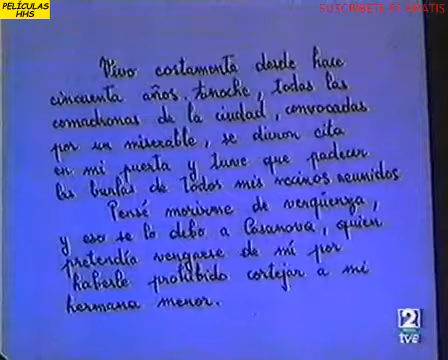 PELÍCULAS
HHS
SUSCRIBETE ES GRATIS
Vivo castamente desde hace
cincuenta años. Anoche, todas las
comadronas de la ciudad, convocadas
por un miserable, se dieron cita
en mi puerta y tuve que padecer
las burlas de todos mis vecinos reunidos
Pensé morirme de vergüenza,
y eso se lo debo a Casanova, quien
pretendía vengarse de mí por
haberle prohibido cortejar a mi
hermana menor.
2
tve